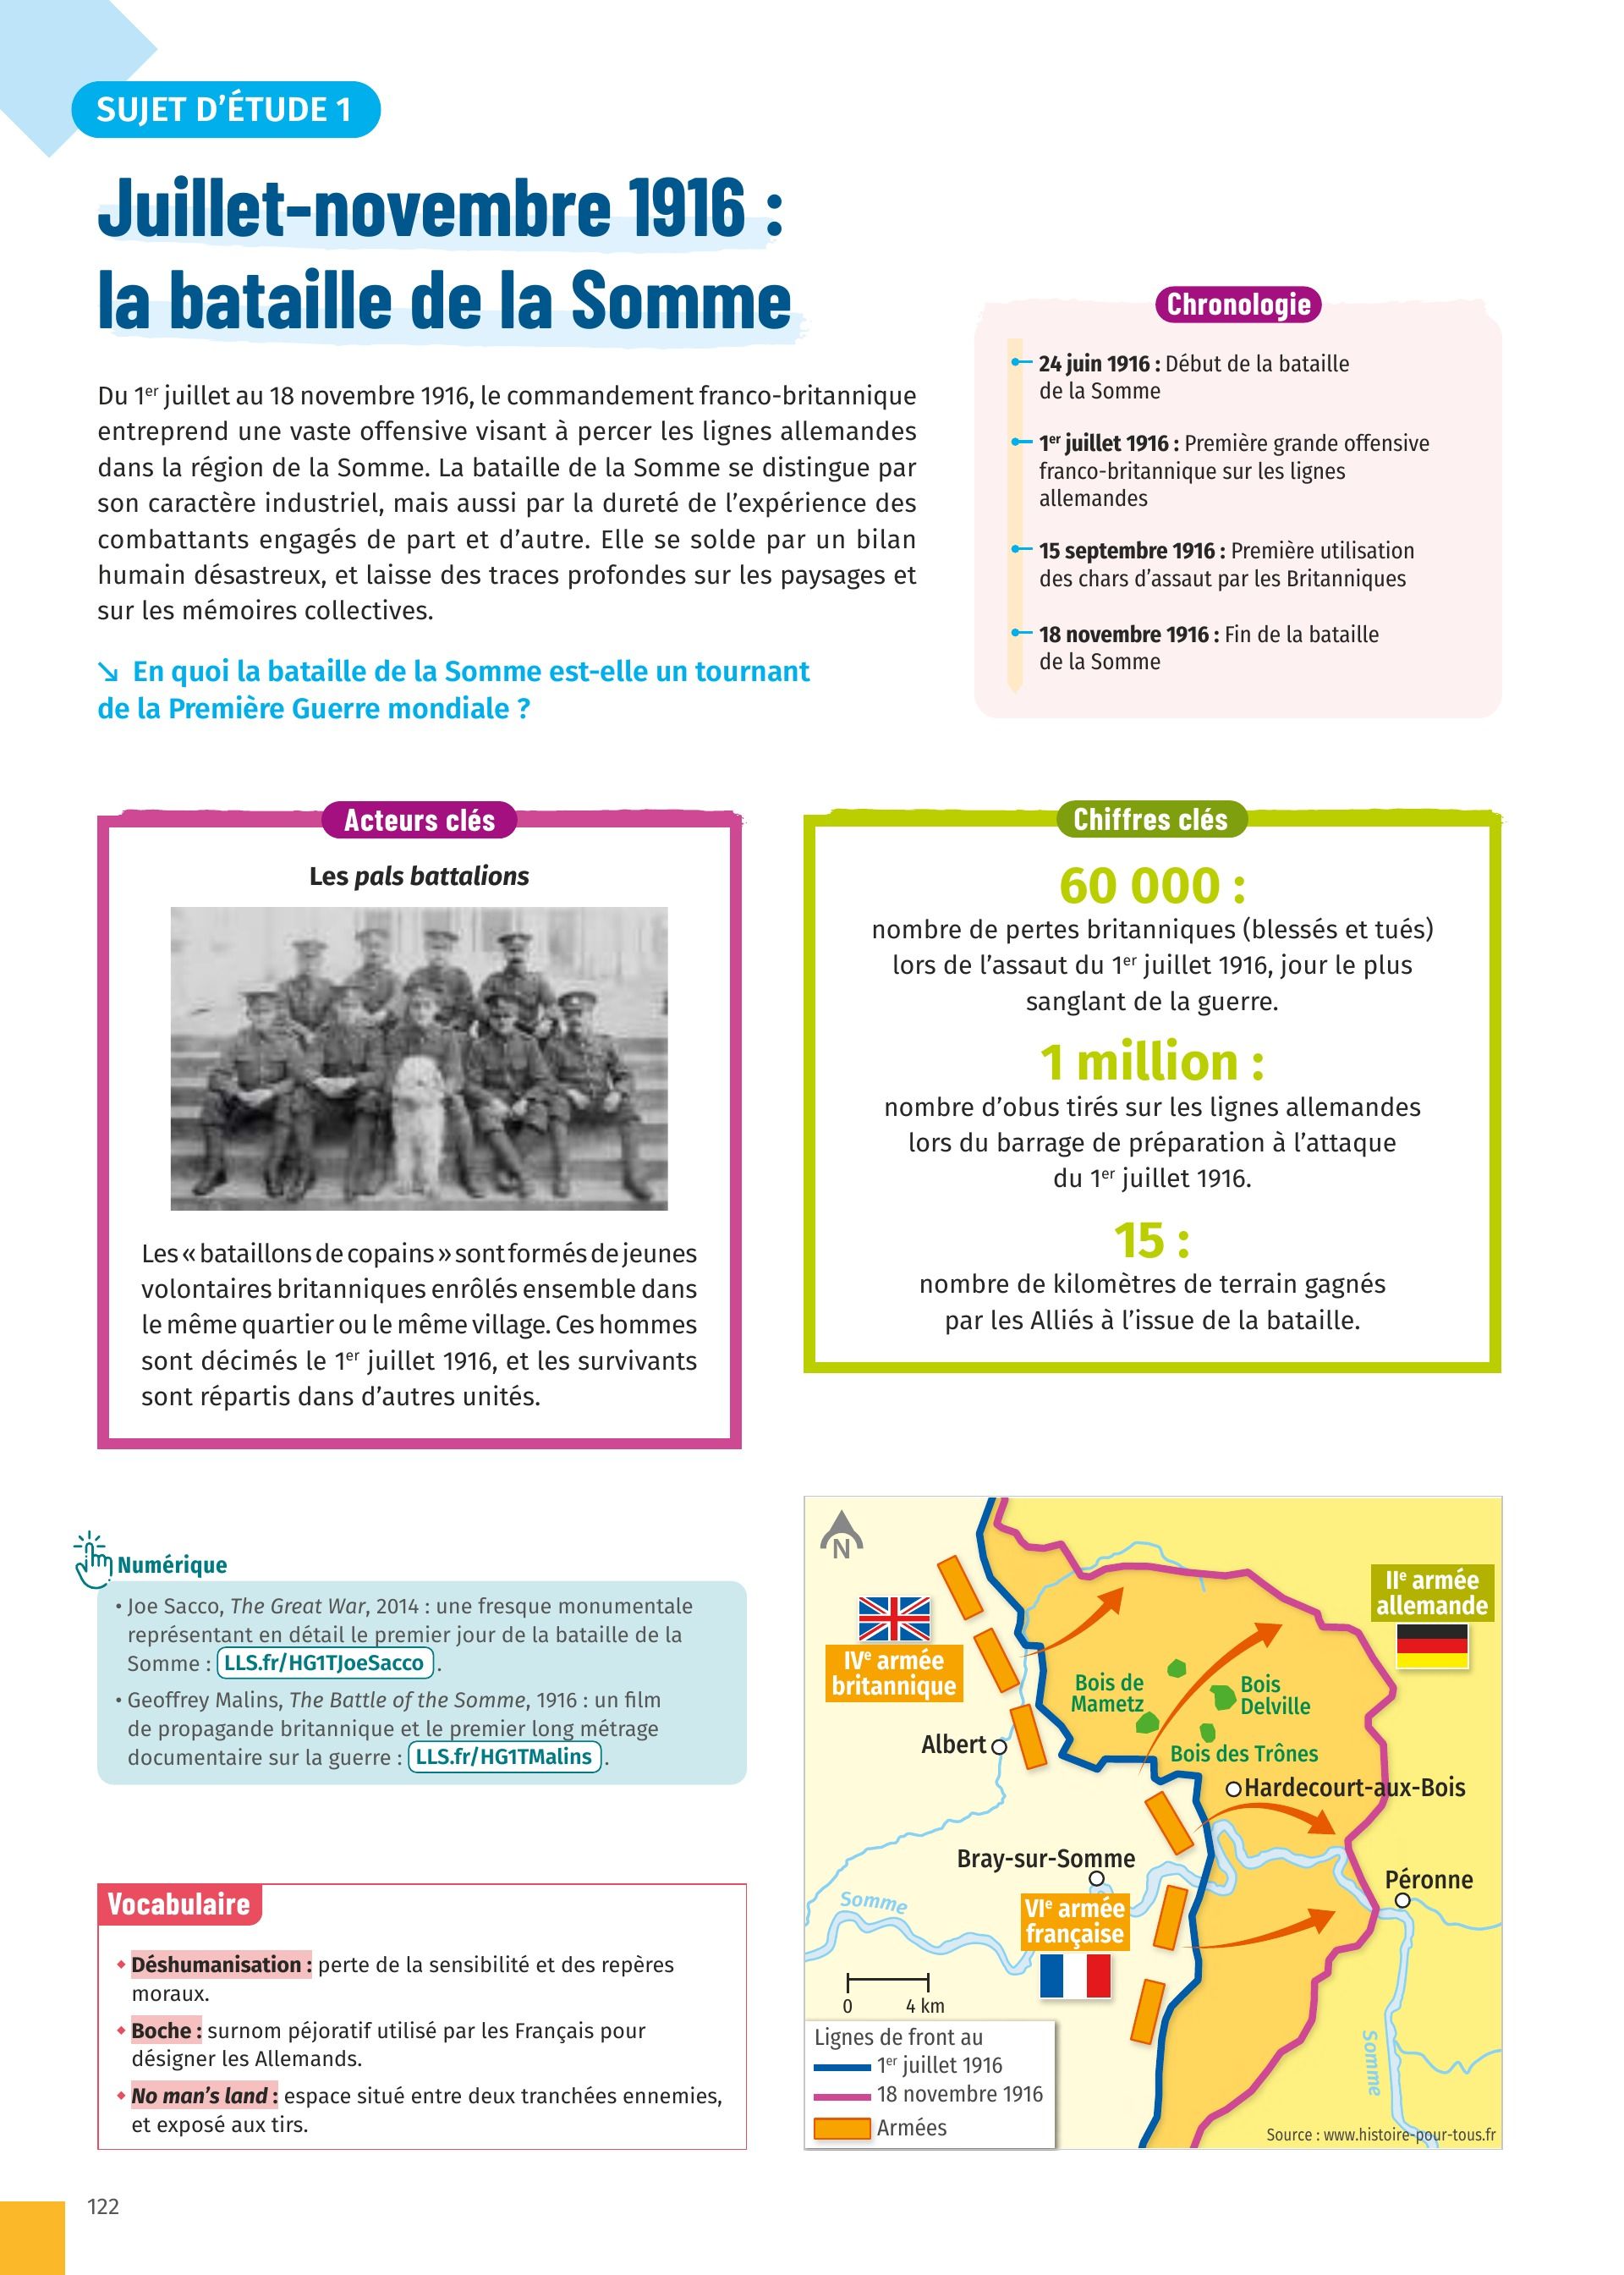 SUJET D'ÉTUDE 1
Juillet-novembre 1916 :
la bataille de la Somme
Du 1er juillet au 18 novembre 1916, le commandement franco-britannique
entreprend une vaste offensive visant à percer les lignes allemandes
dans la région de la Somme. La bataille de la Somme se distingue par
son caractère industriel, mais aussi par la dureté de l'expérience des
combattants engagés de part et d'autre. Elle se solde par un bilan
humain désastreux, et laisse des traces profondes sur les paysages et
sur les mémoires collectives.
↘ En quoi la bataille de la Somme est-elle un tournant
de la Première Guerre mondiale ?
Chronologie
24 juin 1916 : Début de la bataille
de la Somme
1er juillet 1916 : Première grande offensive
franco-britannique sur les lignes
allemandes
15 septembre 1916 : Première utilisation
des chars d'assaut par les Britanniques
18 novembre 1916 : Fin de la bataille
de la Somme
Acteurs clés
Les pals battalions
Les « bataillons de copains » sont formés de jeunes
volontaires britanniques enrôlés ensemble dans
le même quartier ou le même village. Ces hommes
sont décimés le 1er juillet 1916, et les survivants
sont répartis dans d'autres unités.
Chiffres clés
60 000 :
nombre de pertes britanniques (blessés et tués)
lors de l'assaut du 1er juillet 1916, jour le plus
sanglant de la guerre.
1 million :
nombre d'obus tirés sur les lignes allemandes
lors du barrage de préparation à l'attaque
du 1er juillet 1916.
15 :
nombre de kilomètres de terrain gagnés
par les Alliés à l'issue de la bataille.
Numérique
• Joe Sacco, The Great War, 2014 : une fresque monumentale
représentant en détail le premier jour de la bataille de la
Somme : LLS.fr/HG1TJoeSacco .
• Geoffrey Malins, The Battle of the Somme, 1916 : un film
de propagande britannique et le premier long métrage
documentaire sur la guerre : LLS.fr/HG1TMalins .
Vocabulaire
Déshumanisation : perte de la sensibilité et des repères
moraux.
Boche : surnom péjoratif utilisé par les Français pour
désigner les Allemands.
No man's land : espace situé entre deux tranchées ennemies,
et exposé aux tirs.
N
IIe armée
allemande
IVe armée
britannique
Bois de
Mametz
Bois
Delville
Albert
Bois des Trônes
Hardecourt-aux-Bois
Bray-sur-Somme
Péronne
Somme
VIe armée
française
0 4 km
Somme
Lignes de front au
1er juillet 1916
18 novembre 1916
Armées
Source : www.histoire-pour-tous.fr
122